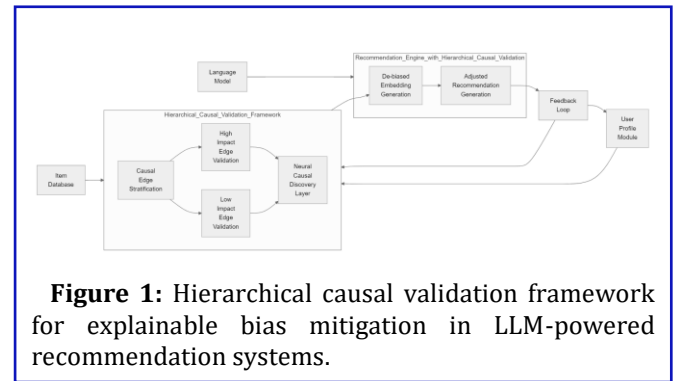 Recommendation_Engine_with_Hierarchical_Causal_Validation
Language
Model
De-biased
Embedding
Generation
Adjusted
Recommendation
Generation
Feedback
Loop
User
Profile
Module
Hierarchical_Causal_Validation_Framework
High
Impact
Edge
Validation
Item
Database
Causal
Edge
Stratification
Neural
Causal
Discovery
Layer
Low
Impact
Edge
Validation
Figure 1: Hierarchical causal validation framework
for explainable bias mitigation in LLM-powered
recommendation systems.